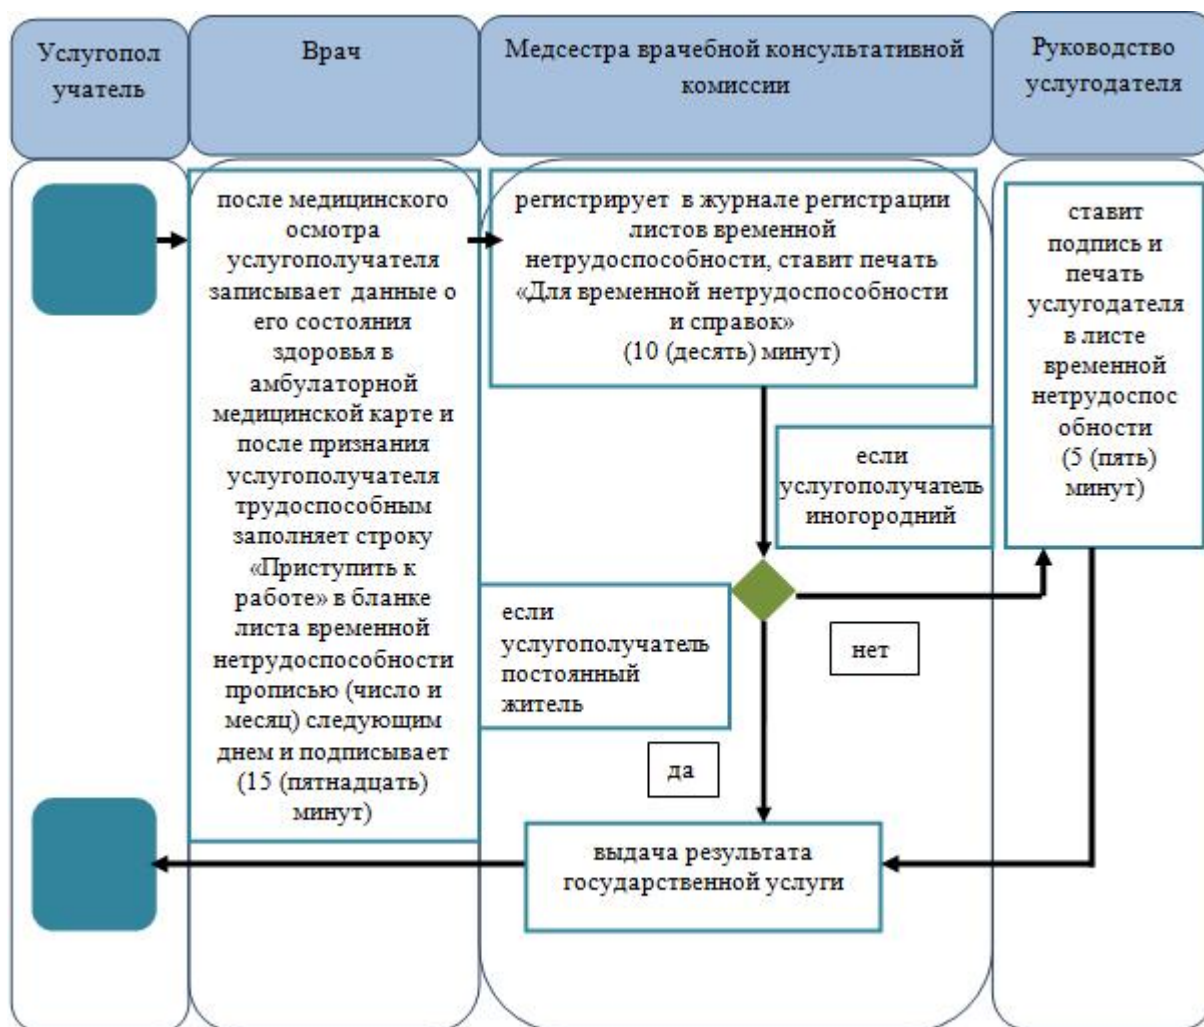 Услугопол
учатель
Врач
Медсестра врачебной консультативной
комиссии
Руководство
услугодателя
после медицинского
осмотра
услугополучателя
записывает данные о
его состояния
здоровья в
амбулаторной
медицинской карте и
после признания
услугополучателя
трудоспособным
заполняет строку
«Приступить к
работе» в бланке
листа временной
нетрудоспособности
прописью (число и
месяц) следующим
днем и подписывает
(15 (пятнадцать)
минут)
регистрирует в журнале регистрации
листов временной
нетрудоспособности, ставит печать
«Для временной нетрудоспособности
и справок»
(10 (десять) минут)
ставит
подпись и
печать
услугодателя
в листе
временной
нетрудоспос
обности
(5 (пять)
минут)
если
услугополучатель
иногородний
если
услугополучатель
постоянный
житель
нет
да
выдача результата
государственной услуги